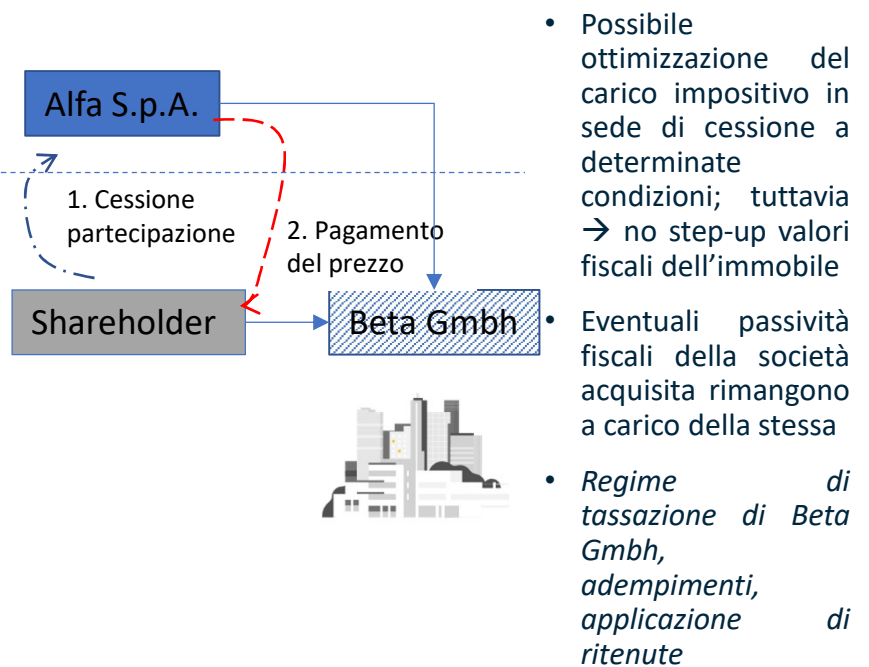 Alfa S.p.A.
1. Cessione
partecipazione
2. Pagamento
del prezzo
Shareholder
Beta Gmbh
• Possibile
ottimizzazione del
carico impositivo in
sede di cessione a
determinate
condizioni; tuttavia
→ no step-up valori
fiscali dell’immobile
• Eventuali passività
fiscali della società
acquisita rimangono
a carico della stessa
• Regime di
tassazione di Beta
Gmbh,
adempimenti,
applicazione di
ritenute